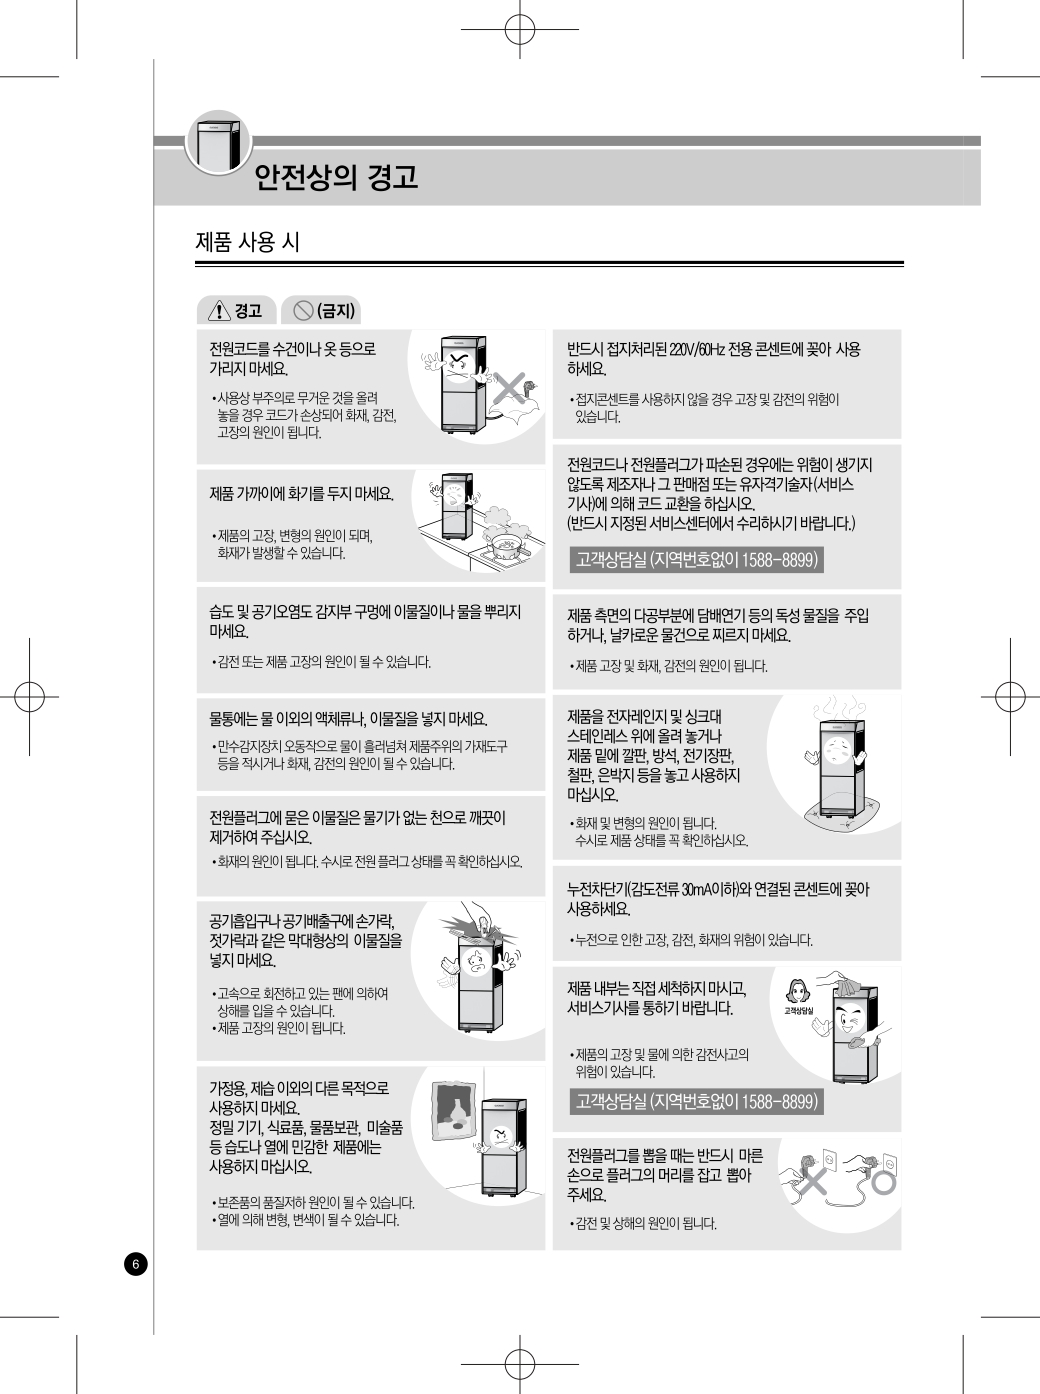 안전상의 경고
제품 사용 시
경고
(금지)
전원코드를 수건이나 옷 등으로
가리지 마세요.
•사용상 부주의로 무거운 것을 올려
놓을 경우 코드가 손상되어 화재, 감전,
고장의 원인이 됩니다.
제품 가까이에 화기를 두지 마세요.
•제품의 고장, 변형의 원인이 되며,
화재가 발생할 수 있습니다.
습도 및 공기오염도 감지부 구멍에 이물질이나 물을 뿌리지
마세요.
•감전 또는 제품 고장의 원인이 될 수 있습니다.
물통에는 물 이외의 액체류나, 이물질을 넣지 마세요.
•만수감지장치 오동작으로 물이 흘러넘쳐 제품주위의 가재도구
등을 적시거나 화재, 감전의 원인이 될 수 있습니다.
전원플러그에 묻은 이물질은 물기가 없는 천으로 깨끗이
제거하여 주십시오.
•화재의 원인이 됩니다. 수시로 전원 플러그 상태를 꼭 확인하십시오.
공기흡입구나 공기배출구에 손가락,
젓가락과 같은 막대형상의 이물질을
넣지 마세요.
•고속으로 회전하고 있는 팬에 의하여
상해를 입을 수 있습니다.
•제품 고장의 원인이 됩니다.
가정용, 제습 이외의 다른 목적으로
사용하지 마세요.
정밀 기기, 식료품, 물품보관, 미술품
등 습도나 열에 민감한 제품에는
사용하지 마십시오.
•보존품의 품질저하 원인이 될 수 있습니다.
•열에 의해 변형, 변색이 될 수 있습니다.
반드시 접지처리된 220V/60Hz 전용 콘센트에 꽂아 사용
하세요.
•접지콘센트를 사용하지 않을 경우 고장 및 감전의 위험이
있습니다.
전원코드나 전원플러그가 파손된 경우에는 위험이 생기지
않도록 제조자나 그 판매점 또는 유자격기술자(서비스
기사)에 의해 코드 교환을 하십시오.
(반드시 지정된 서비스센터에서 수리하시기 바랍니다.)
고객상담실 (지역번호없이 1588-8899)
제품 측면의 다공부분에 담배연기 등의 독성 물질을 주입
하거나, 날카로운 물건으로 찌르지 마세요.
•제품 고장 및 화재, 감전의 원인이 됩니다.
제품을 전자레인지 및 싱크대
스테인레스 위에 올려 놓거나
제품 밑에 깔판, 방석, 전기장판,
철판, 은박지 등을 놓고 사용하지
마십시오.
•화재 및 변형의 원인이 됩니다.
수시로 제품 상태를 꼭 확인하십시오.
누전차단기(감도전류 30mA이하)와 연결된 콘센트에 꽂아
사용하세요.
•누전으로 인한 고장, 감전, 화재의 위험이 있습니다.
제품 내부는 직접 세척하지 마시고,
서비스기사를 통하기 바랍니다.
고객상담실
•제품의 고장 및 물에 의한 감전사고의
위험이 있습니다.
고객상담실 (지역번호없이 1588-8899)
전원플러그를 뽑을 때는 반드시 마른
손으로 플러그의 머리를 잡고 뽑아
주세요.
•감전 및 상해의 원인이 됩니다.
6